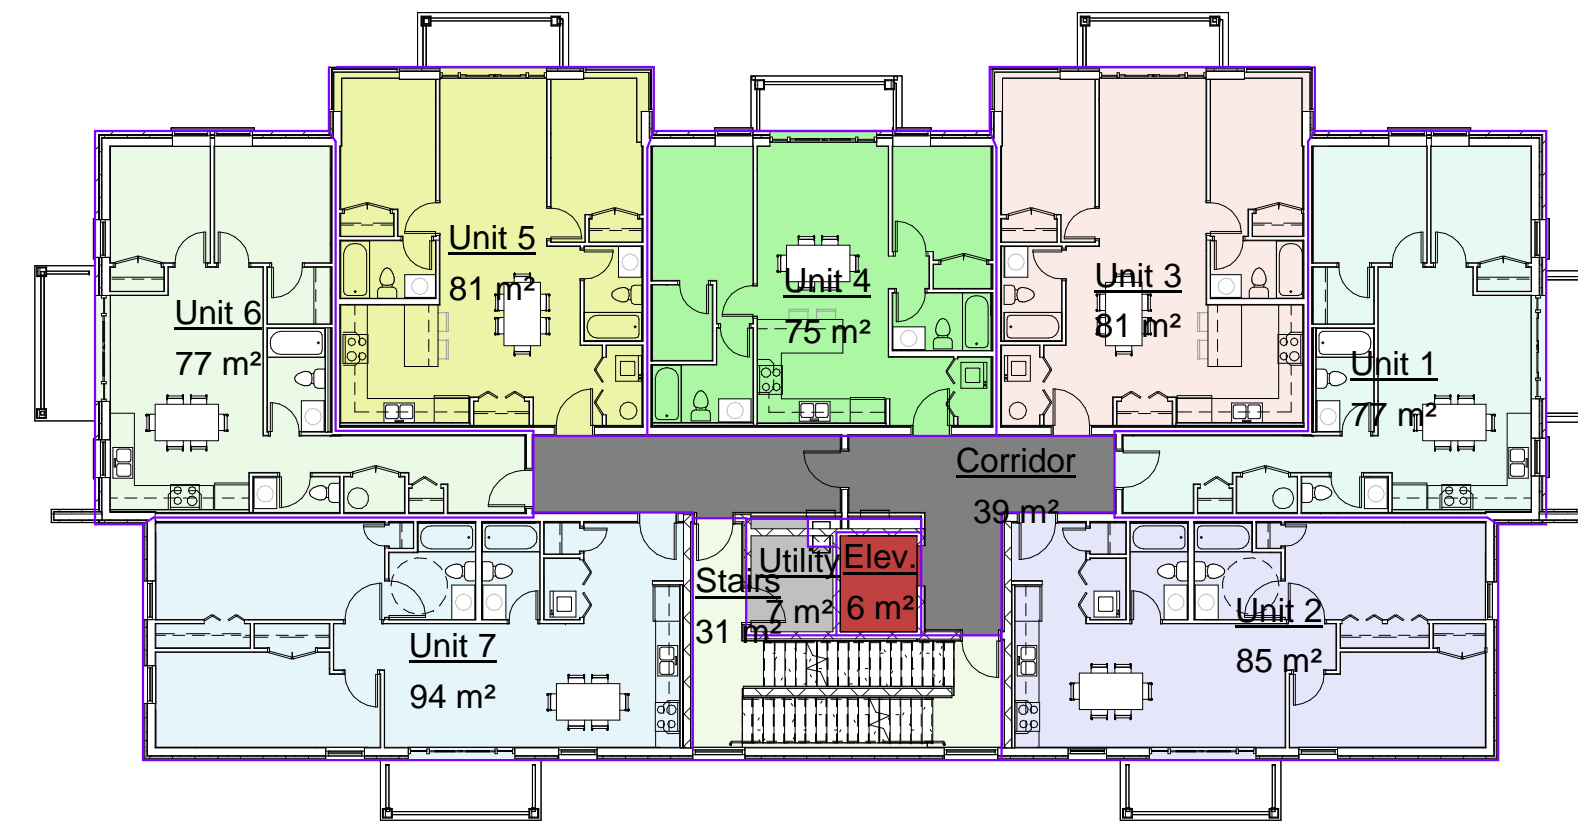 Unit 5
81 m²
Unit 4
75 m²
Unit 3
81 m²
Unit 6
77 m²
Unit 1
77 m²
Corridor
39 m²
Stairs
31 m²
Utility
7 m²
Elev.
6 m²
Unit 7
94 m²
Unit 2
85 m²